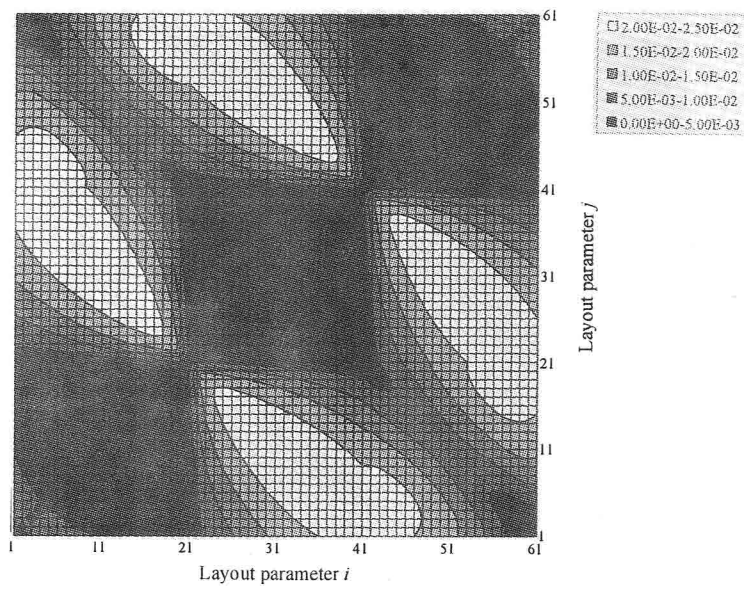 61
51
41
31
21
11
1
Layout parameter j
1 11 21 31 41 51 61
Layout parameter i
2.00E-02-2.50E-02
1.50E-02-2.00E-02
1.00E-02-1.50E-02
5.00E-03-1.00E-02
0.00E+00-5.00E-03